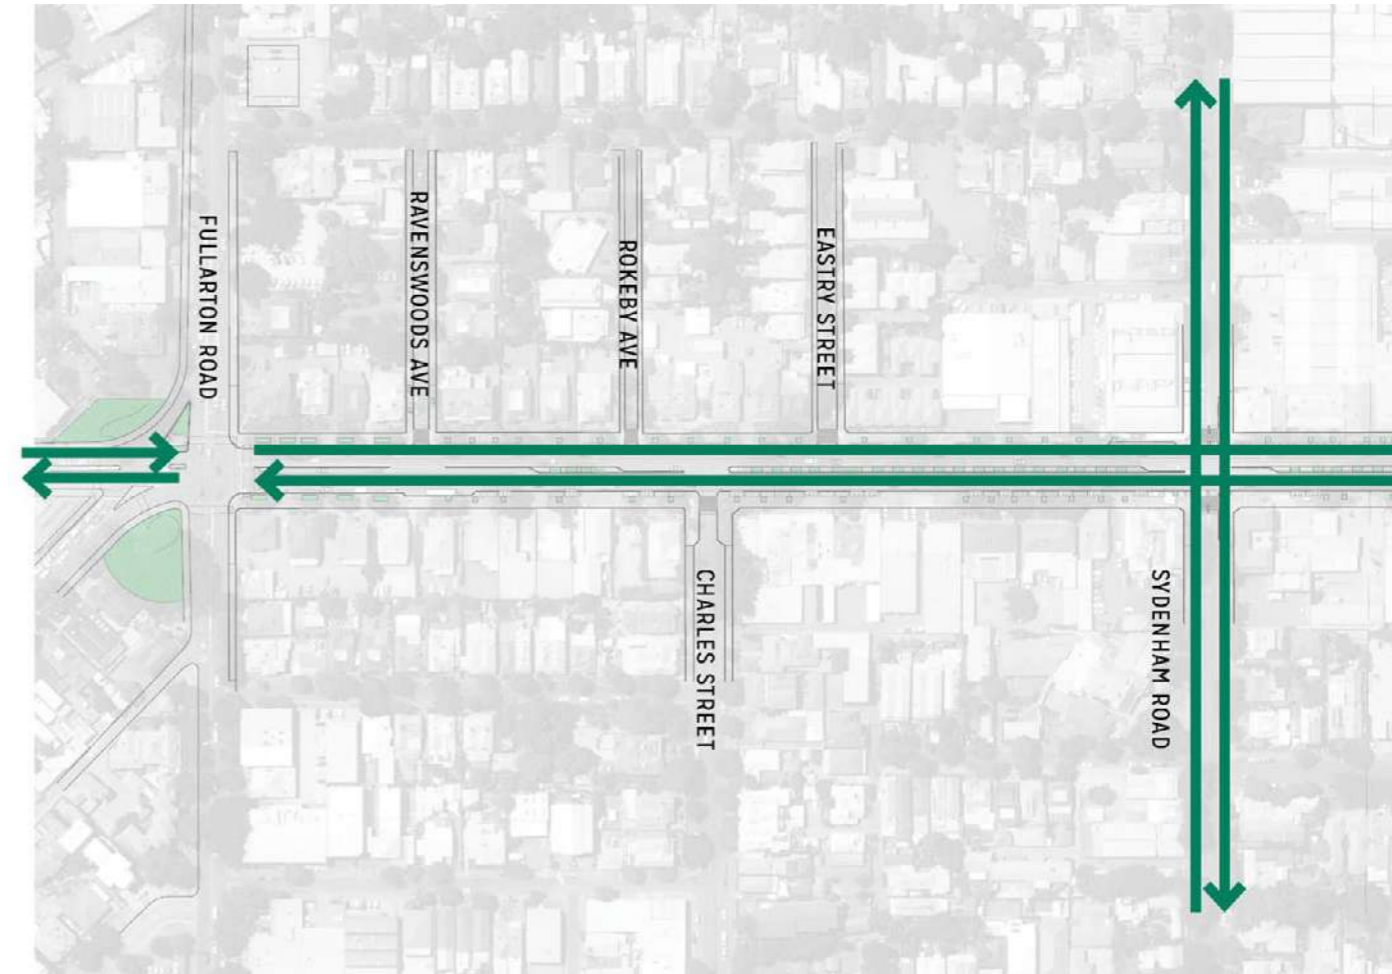 FULLARTON ROAD
RAVENSWOODS AVE
ROKEBY AVE
EASTRY STREET
CHARLES STREET
SYDENHAM ROAD